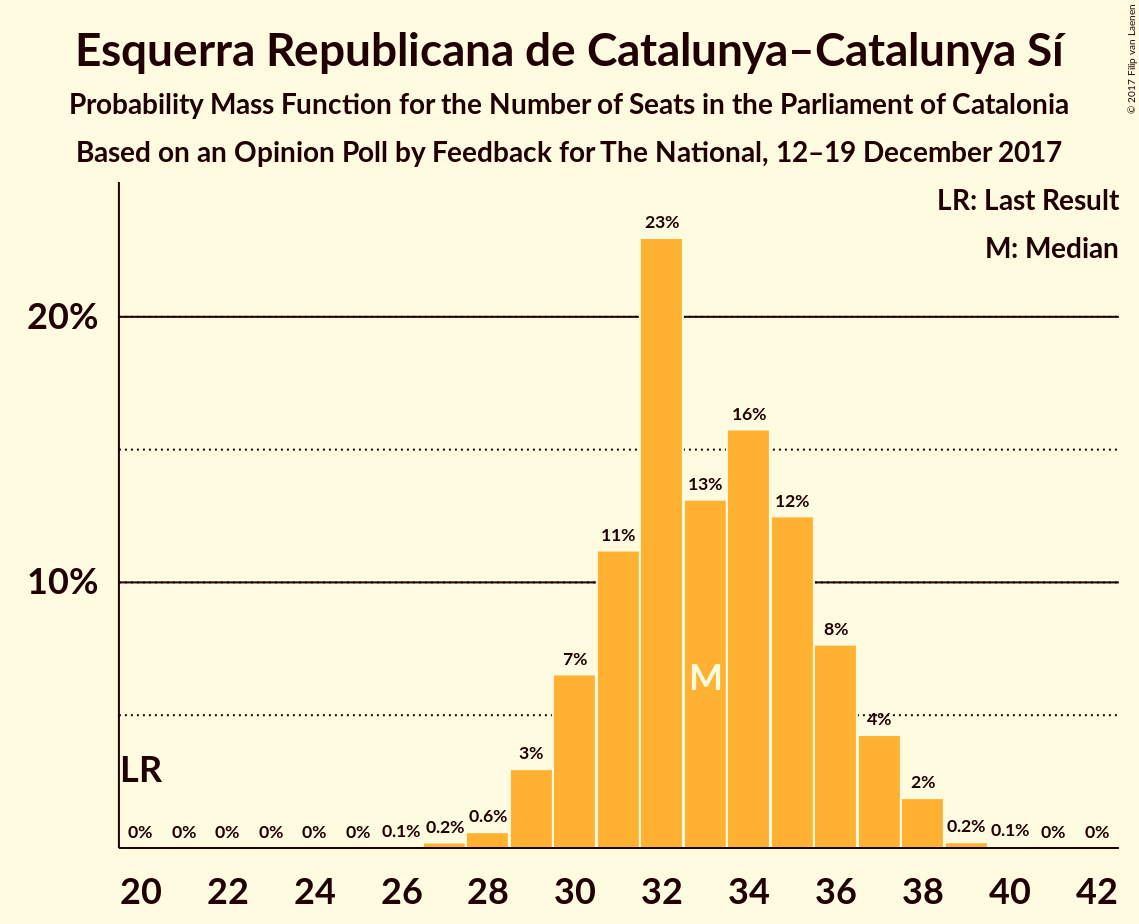 Esquerra Republicana de Catalunya–Catalunya Sí
Probability Mass Function for the Number of Seats in the Parliament of Catalonia
Based on an Opinion Poll by Feedback for The National, 12–19 December 2017
© 2017 Filip van Laenen
LR: Last Result
M: Median
20%
10%
23%
16%
13%
12%
11%
8%
7%
M
4%
3%
LR
2%
0% 0% 0% 0% 0% 0% 0.1% 0.2% 0.6% 0.2% 0.1% 0% 0%
20 22 24 26 28 30 32 34 36 38 40 42